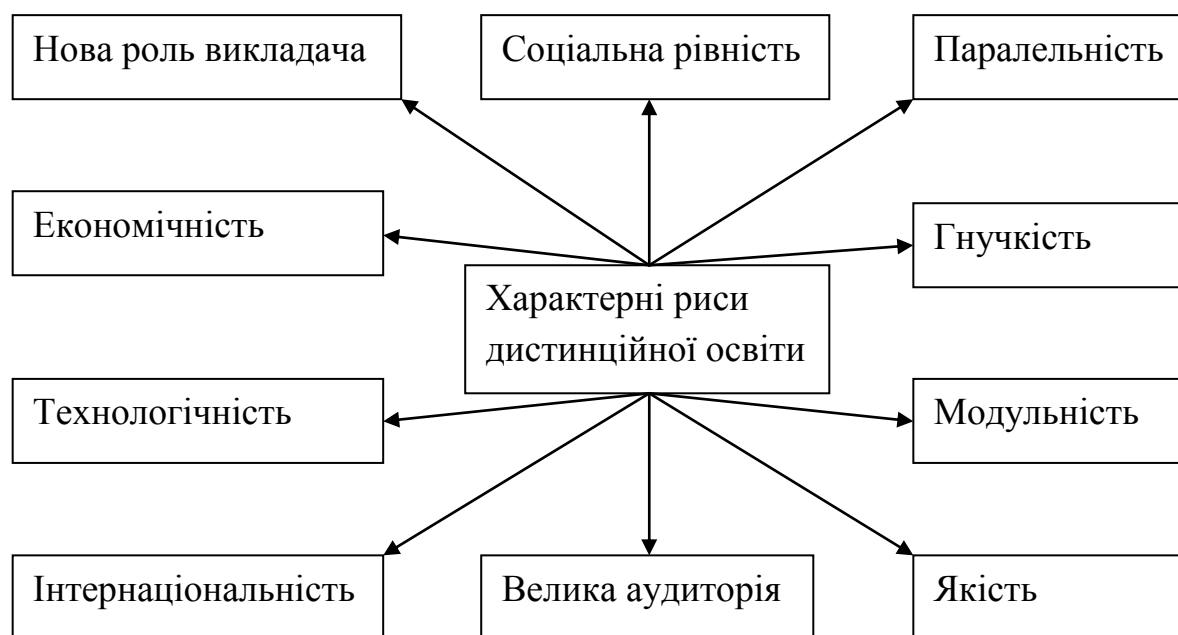 Нова роль викладача
Соціальна рівність
Паралельність
Економічність
Гнучкість
Характерні риси
дистинційної освіти
Технологічність
Модульність
Інтернаціональність
Велика аудиторія
Якість